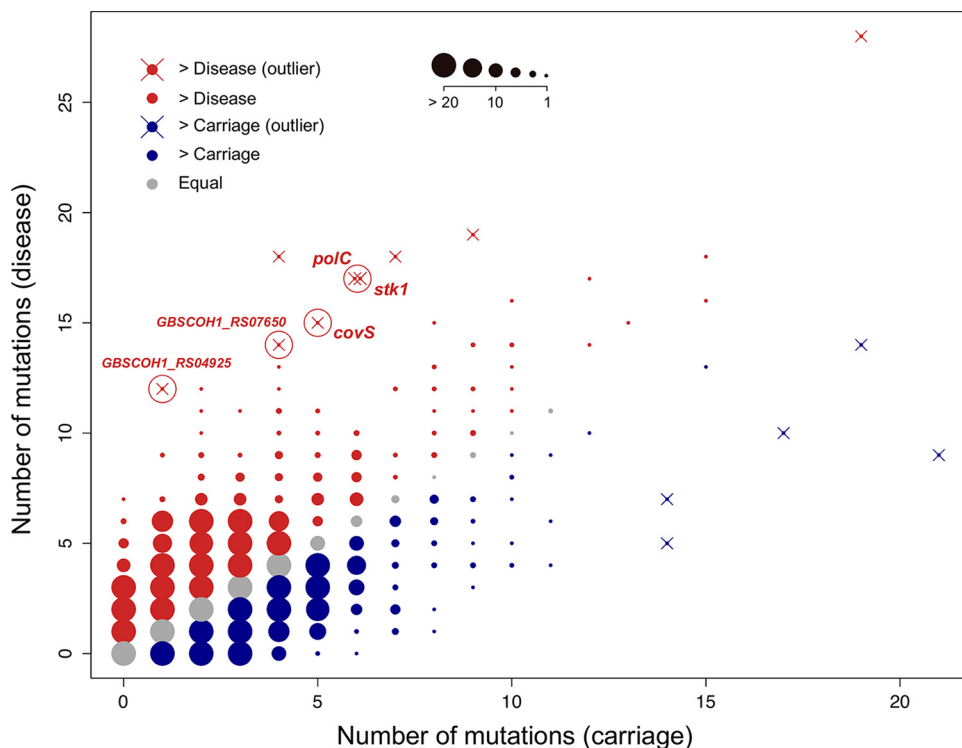 > Disease (outlier)
> Disease
> Carriage (outlier)
> Carriage
Equal
> 20 10 1
polC
stk1
GBSCOH1_RS07650
covS
GBSCOH1_RS04925
Number of mutations (disease)
25
20
15
10
5
0
0 5 10 15 20
Number of mutations (carriage)